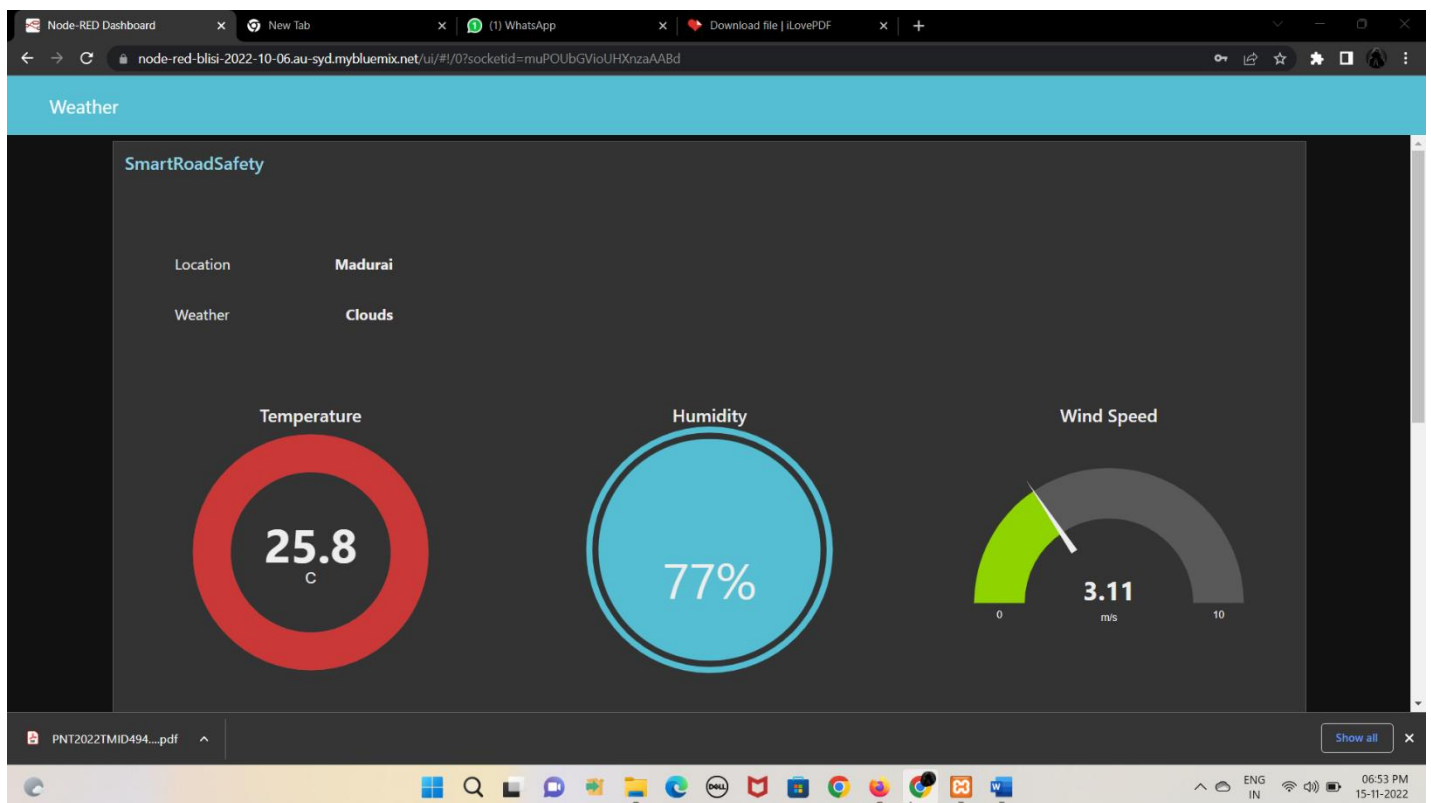 Node-RED Dashboard
New Tab
(1) WhatsApp
Download file | iLovePDF
node-red-blisi-2022-10-06.au-syd.mybluemix.net/ui/#!/0?socketid=muPOUbGVioUHXnzaAABd
Weather
SmartRoadSafety
Location Madurai
Weather Clouds
Temperature Humidity Wind Speed
25.8
C
77%
3.11
0 m/s 10
PNT2022TMID494....pdf
Show all
DELL
ENG
IN
06:53 PM
15-11-2022